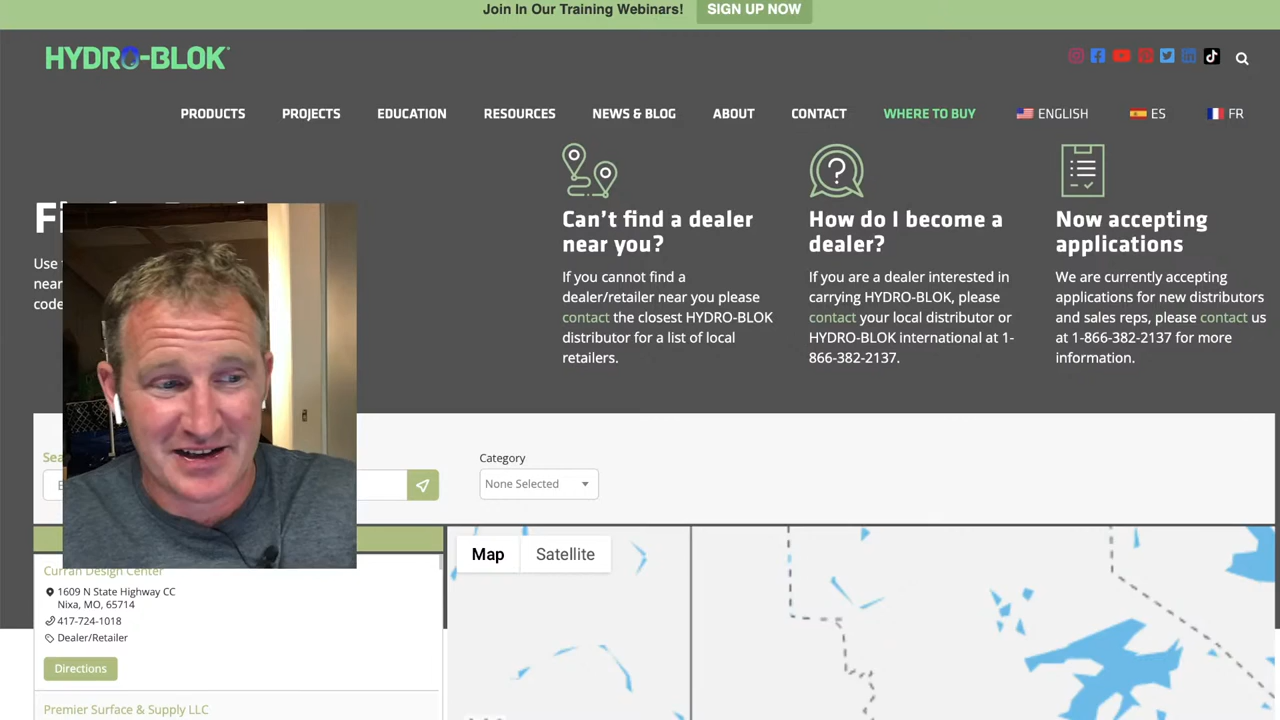 Join In Our Training Webinars! SIGN UP NOW
HYDRO-BLOK
PRODUCTS PROJECTS EDUCATION RESOURCES NEWS & BLOG ABOUT CONTACT WHERE TO BUY ENGLISH ES FR
Can't find a dealer
near you?
If you cannot find a
dealer/retailer near you please
contact the closest HYDRO-BLOK
distributor for a list of local
retailers.
How do I become a
dealer?
If you are a dealer interested in
carrying HYDRO-BLOK, please
contact your local distributor or
HYDRO-BLOK international at 1-
866-382-2137.
Now accepting
applications
We are currently accepting
applications for new distributors
and sales reps, please contact us
at 1-866-382-2137 for more
information.
Category
None Selected
Map Satellite
Curran Design Center
1609 N State Highway CC
Nixa, MO, 65714
417-724-1018
Dealer/Retailer
Directions
Premier Surface & Supply LLC